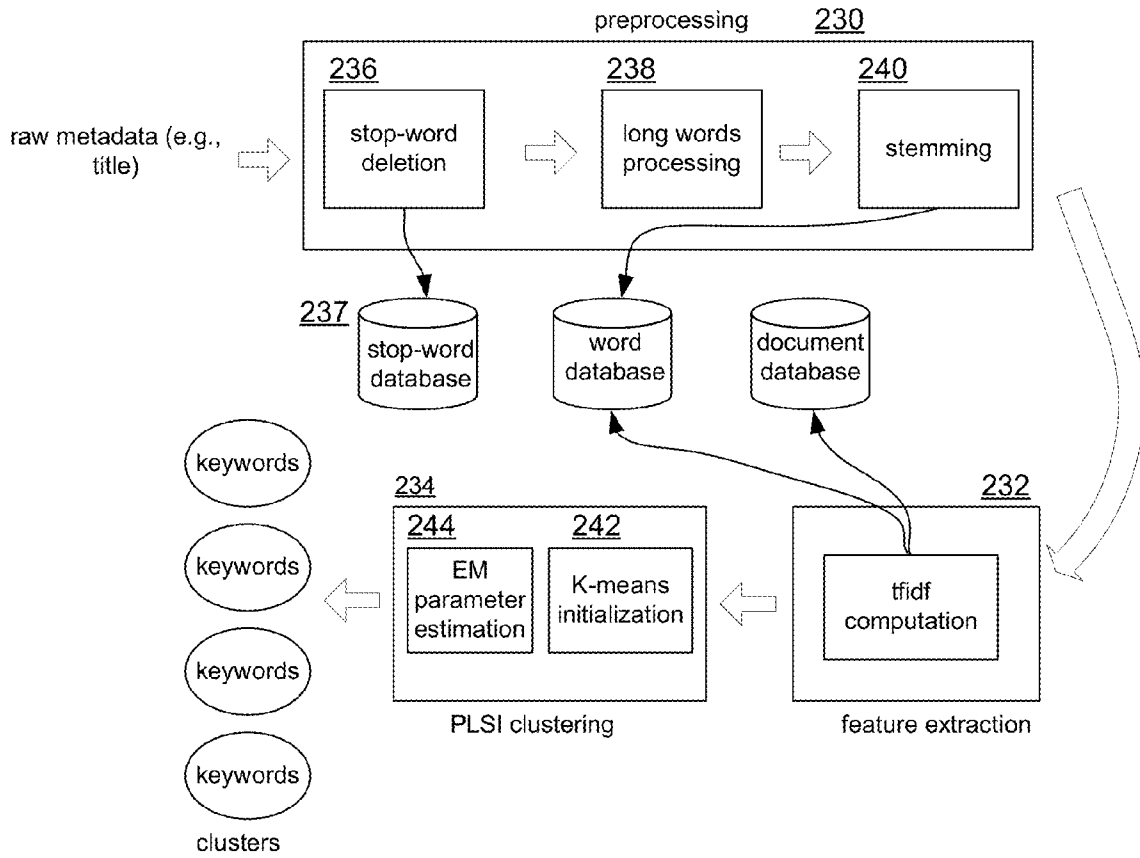 preprocessing 230
236
238
240
raw metadata (e.g.,
title)
stop-word
deletion
long words
processing
stemming
237
stop-word
database
word
database
document
database
keywords
keywords
keywords
keywords
clusters
234
244
242
EM
parameter
estimation
K-means
initialization
PLSI clustering
232
tfidf
computation
feature extraction